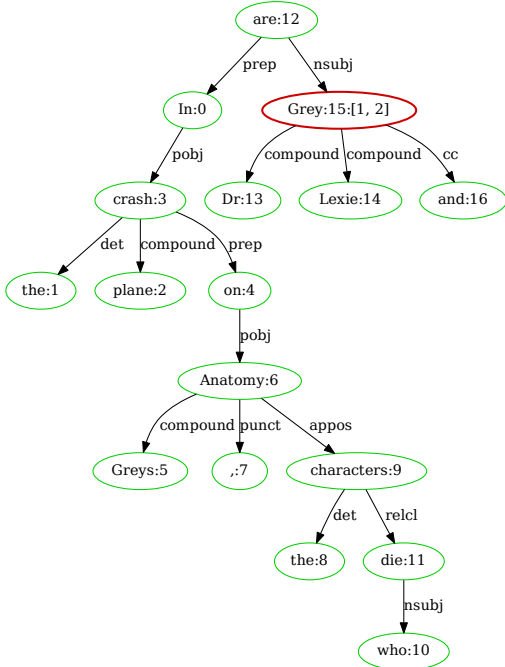 are:12
prep nsubj
In:0 Grey:15:[1, 2]
pobj compound compound cc
crash:3 Dr:13 Lexie:14 and:16
det compound prep
the:1 plane:2 on:4
pobj
Anatomy:6
compound punct appos
Greys:5 ,:7 characters:9
det relcl
the:8 die:11
nsubj
who:10